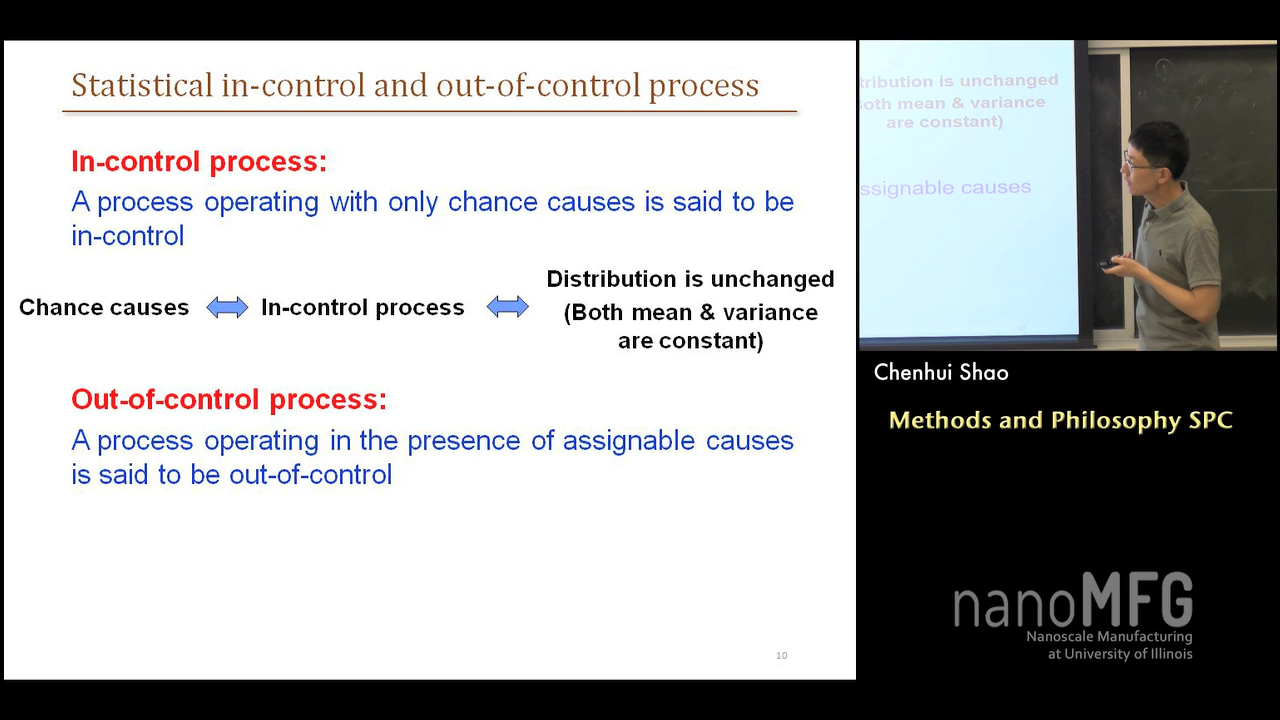 Statistical in-control and out-of-control process
In-control process:
A process operating with only chance causes is said to be
in-control
Chance causes
In-control process
Distribution is unchanged
(Both mean & variance
are constant)
Out-of-control process:
A process operating in the presence of assignable causes
is said to be out-of-control
10
tribution is unchanged
oth mean & variance
are constant)
ssignable causes
Chenhui Shao
Methods and Philosophy SPC
nanoMFG
Nanoscale Manufacturing
at University of Illinois